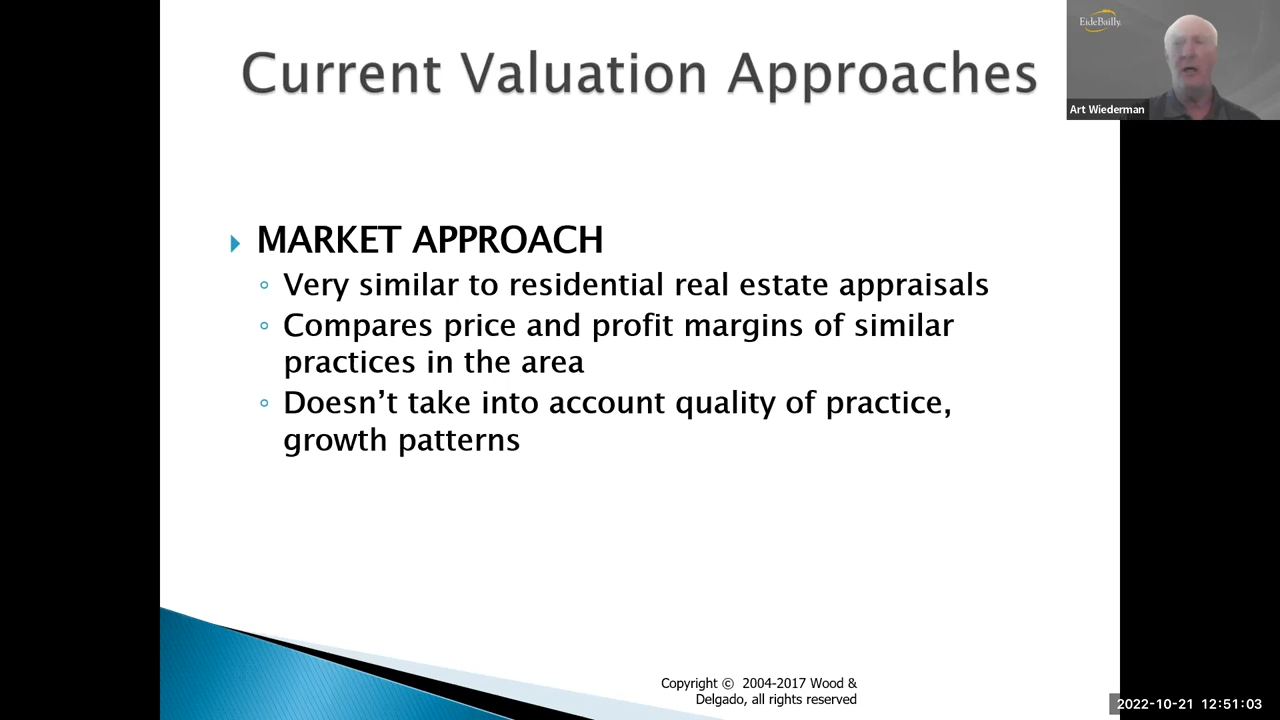 Current Valuation Approaches
EideBailly.
Art Wiederman
MARKET APPROACH
Very similar to residential real estate appraisals
Compares price and profit margins of similar
practices in the area
Doesn’t take into account quality of practice,
growth patterns
Copyright © 2004-2017 Wood &
Delgado, all rights reserved
2022-10-21 12:51:03